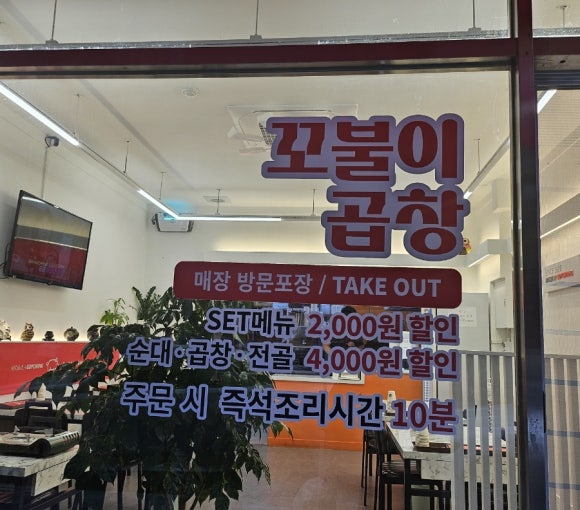 꼬불이
곱창
매장 방문포장 / TAKE OUT
SET메뉴 2,000원 할인
순대·곱창·전골 4,000원 할인
주문 시 즉석조리시간 10분